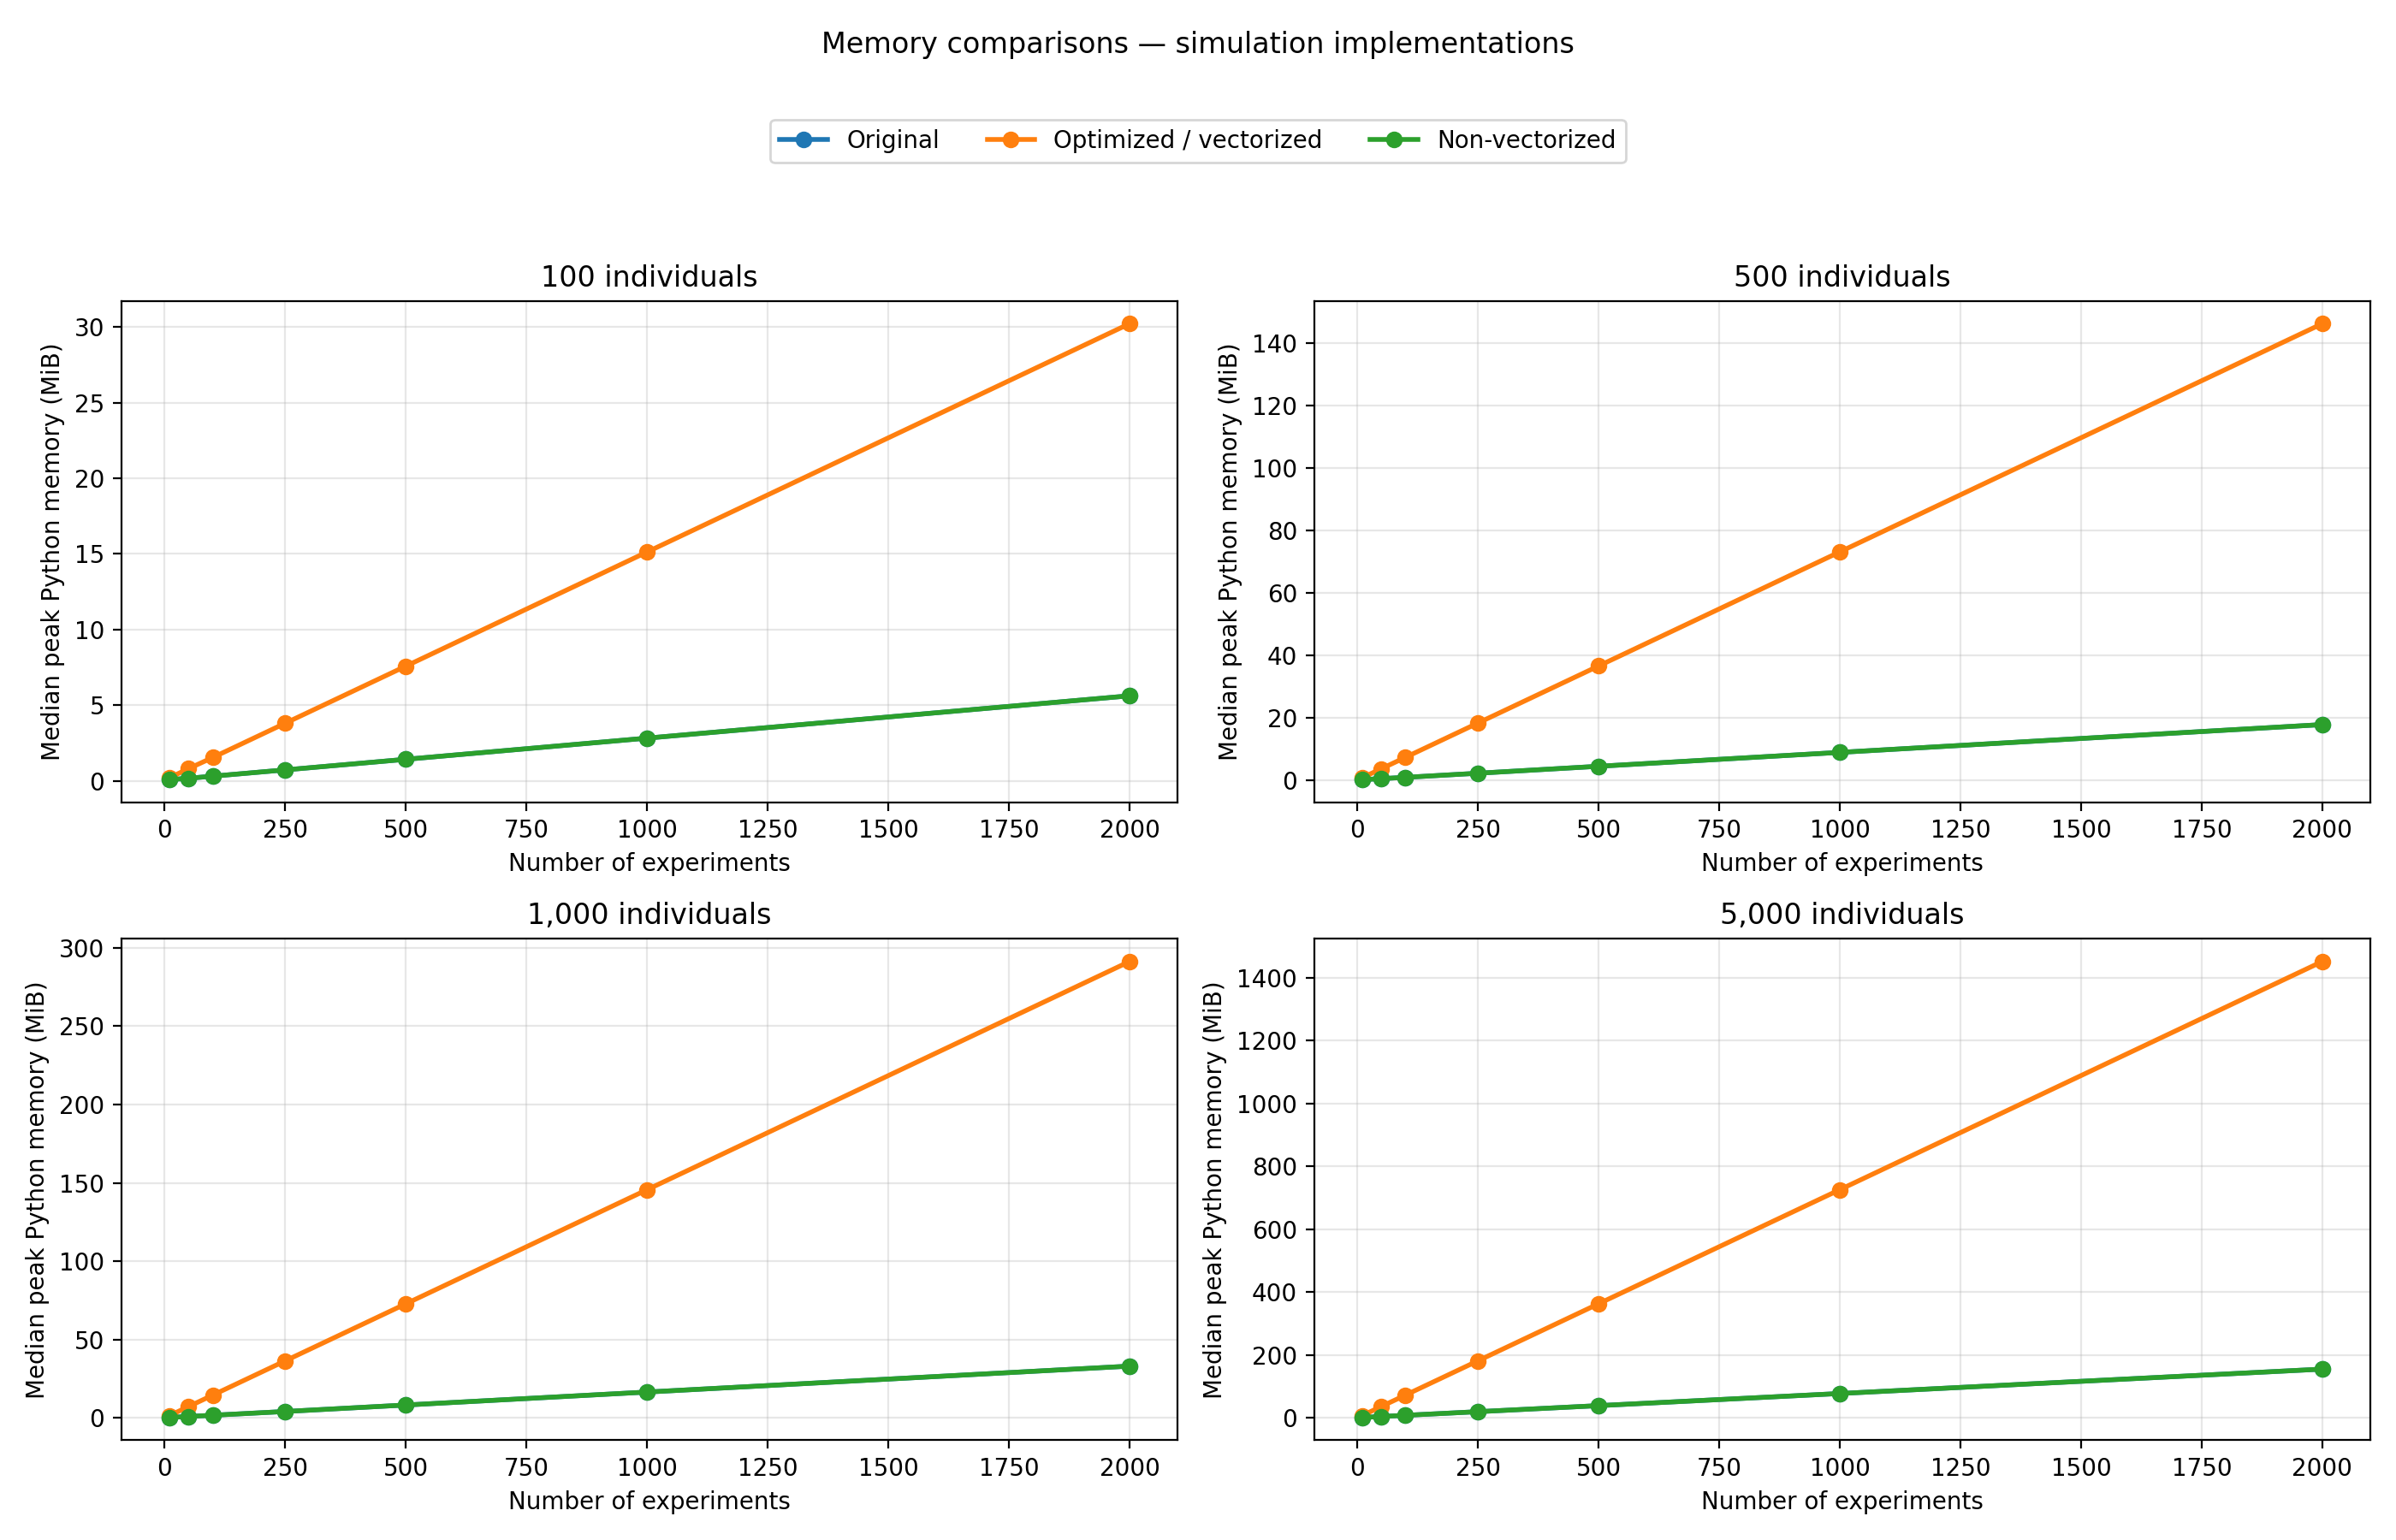 Memory comparisons — simulation implementations
Original Optimized / vectorized Non-vectorized
100 individuals
Median peak Python memory (MiB)
30
25
20
15
10
5
0
0 250 500 750 1000 1250 1500 1750 2000
Number of experiments
500 individuals
Median peak Python memory (MiB)
140
120
100
80
60
40
20
0
0 250 500 750 1000 1250 1500 1750 2000
Number of experiments
1,000 individuals
Median peak Python memory (MiB)
300
250
200
150
100
50
0
0 250 500 750 1000 1250 1500 1750 2000
Number of experiments
5,000 individuals
Median peak Python memory (MiB)
1400
1200
1000
800
600
400
200
0
0 250 500 750 1000 1250 1500 1750 2000
Number of experiments